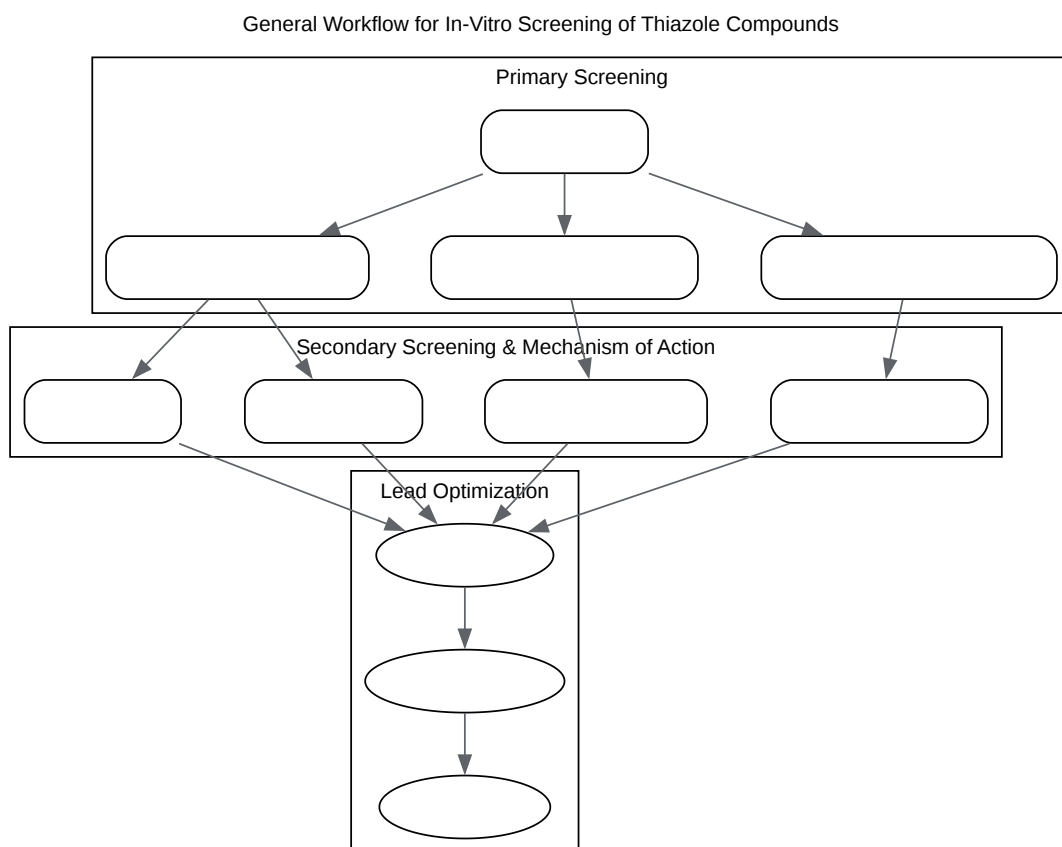 General Workflow for In-Vitro Screening of Thiazole Compounds
Primary Screening
Secondary Screening & Mechanism of Action
Lead Optimization